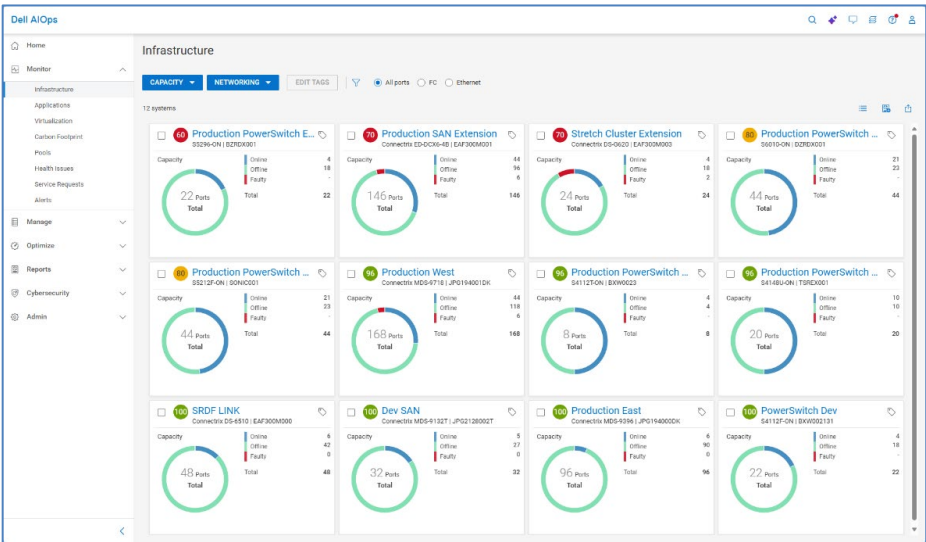 Dell AIOps
Home
Monitor
Infrastructure
Applications
Virtualization
Carbon Footprint
Pools
Health Issues
Service Requests
Alerts
Manage
Optimize
Reports
Cybersecurity
Admin
Infrastructure
CAPACITY
NETWORKING
EDIT TAGS
All ports
FC
Ethernet
12 systems
60 Production PowerSwitch E...
S5296-ON | BZRDX001
Capacity
Online 4
Offline 18
Faulty -
Total 22
22 Ports
Total
70 Production SAN Extension
Connectrix ED-DCX6-4B | EAF300M001
Capacity
Online 44
Offline 96
Faulty 6
Total 146
146 Ports
Total
70 Stretch Cluster Extension
Connectrix DS-G620 | EAF300M003
Capacity
Online 4
Offline 18
Faulty 2
Total 24
24 Ports
Total
80 Production PowerSwitch ...
S6010-ON | DZRDX001
Capacity
Online 21
Offline 23
Faulty -
Total 44
44 Ports
Total
80 Production PowerSwitch ...
S5212F-ON | SONIC001
Capacity
Online 21
Offline 23
Faulty -
Total 44
44 Ports
Total
96 Production West
Connectrix MDS-9718 | JPG194001DK
Capacity
Online 44
Offline 118
Faulty 6
Total 168
168 Ports
Total
96 Production PowerSwitch ...
S4112T-ON | BXW0023
Capacity
Online 4
Offline 4
Faulty -
Total 8
8 Ports
Total
96 Production PowerSwitch ...
S4148U-ON | TSREX001
Capacity
Online 10
Offline 10
Faulty -
Total 20
20 Ports
Total
100 SRDF LINK
Connectrix DS-6510 | EAF300M000
Capacity
Online 6
Offline 42
Faulty 0
Total 48
48 Ports
Total
100 Dev SAN
Connectrix MDS-9132T | JPG2128002T
Capacity
Online 5
Offline 27
Faulty 0
Total 32
32 Ports
Total
100 Production East
Connectrix MDS-9396 | JPG194000DK
Capacity
Online 6
Offline 90
Faulty 0
Total 96
96 Ports
Total
100 PowerSwitch Dev
S4112F-ON | BXW002131
Capacity
Online 4
Offline 18
Faulty -
Total 22
22 Ports
Total